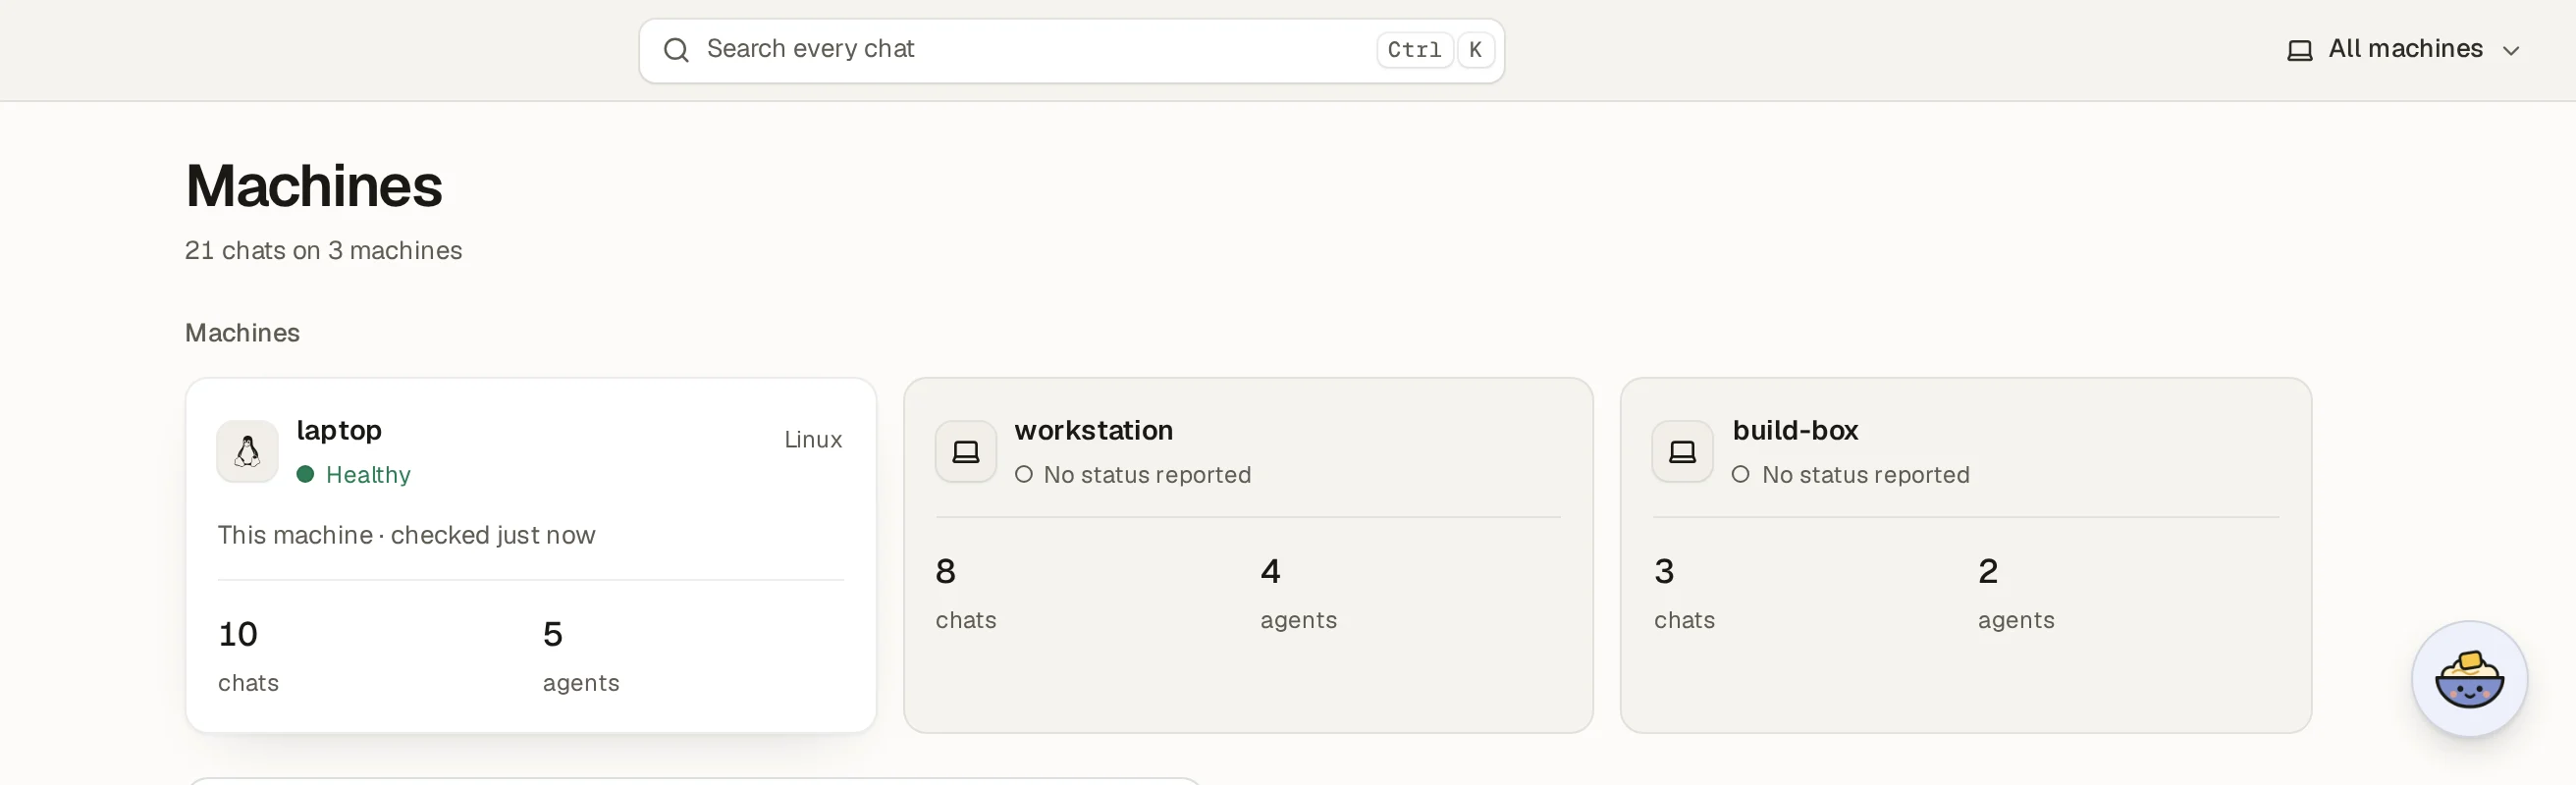 Search every chat Ctrl K All machines
Machines
21 chats on 3 machines
Machines
laptop
Linux
Healthy
This machine · checked just now
10 5
chats agents
workstation
No status reported
8 4
chats agents
build-box
No status reported
3 2
chats agents